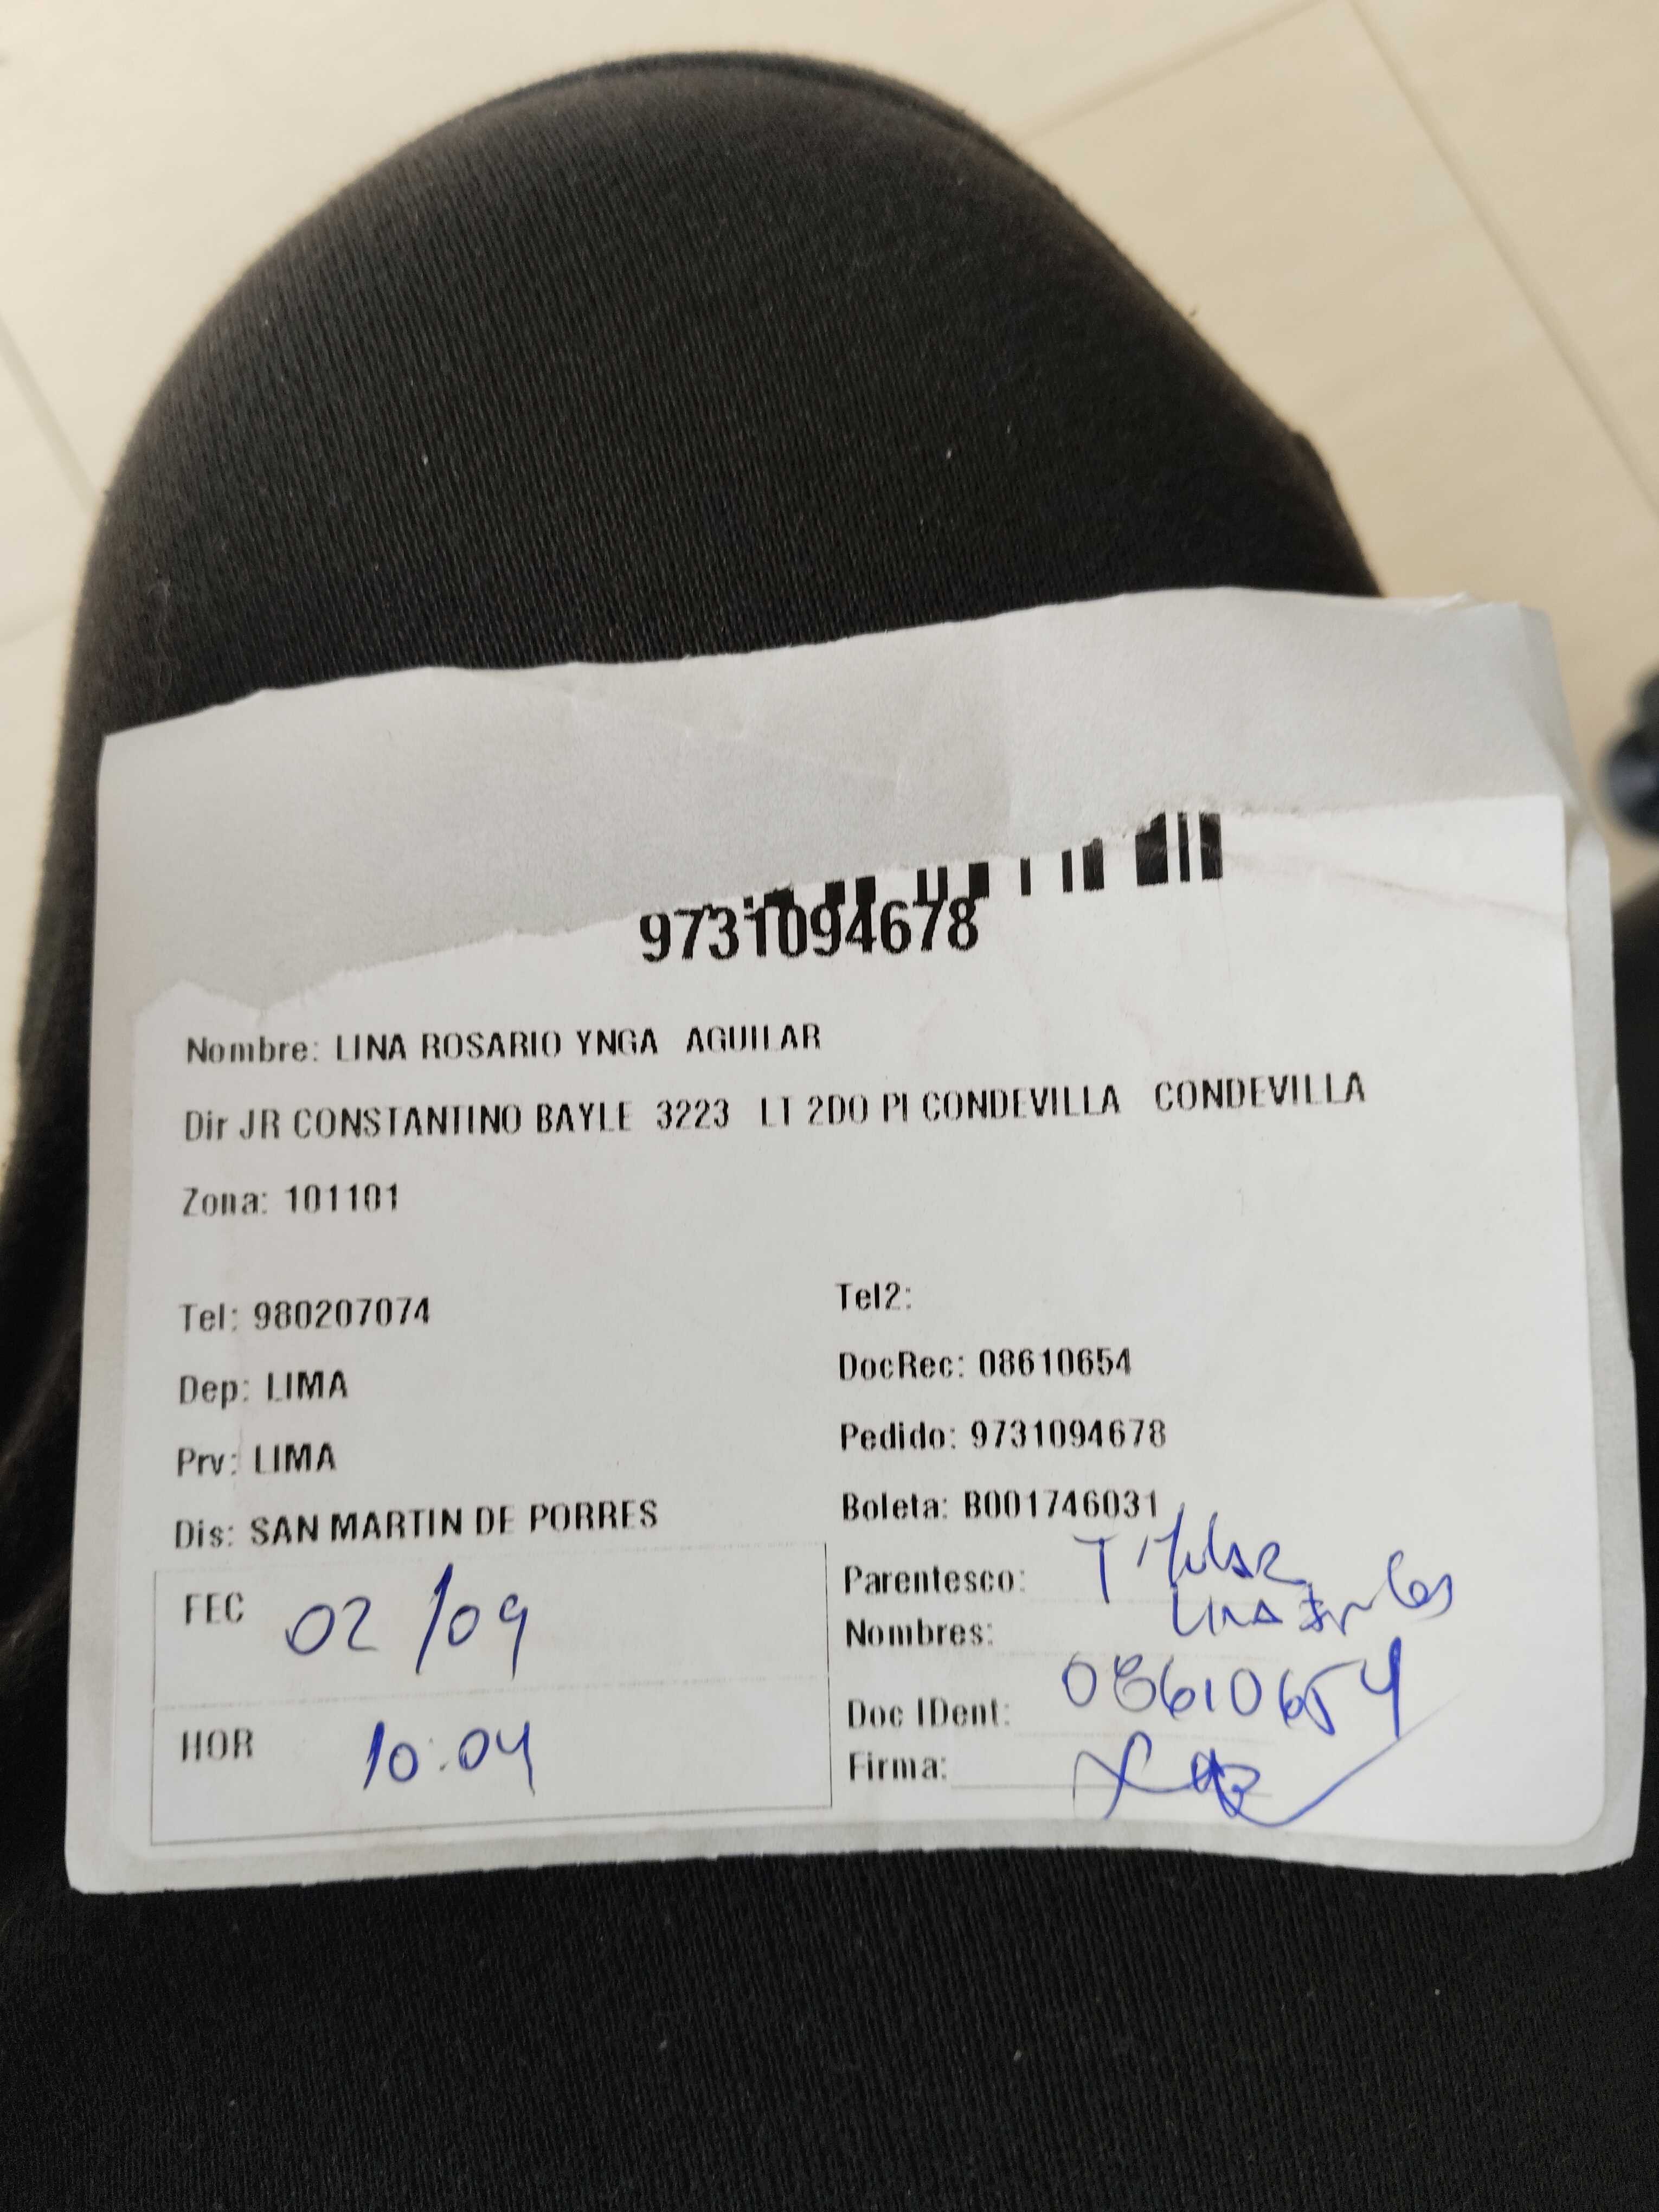 9731094678
Nombre: LINA ROSARIO YNGA AGUILAR
Dir JR CONSTANTINO BAYLE 3223 LT 2DO PI CONDEVILLA CONDEVILLA
Zona: 101101
Tel: 980207074
Tel2:
Dep: LIMA
DocRec: 08610654
Prv: LIMA
Pedido: 9731094678
Dis: SAN MARTIN DE PORRES
Boleta: B001746031
FEC 02/09
Parentesco: Titular
Nombres: LINA
Doc IDent: 08610654
HOR 10:04
Firma: